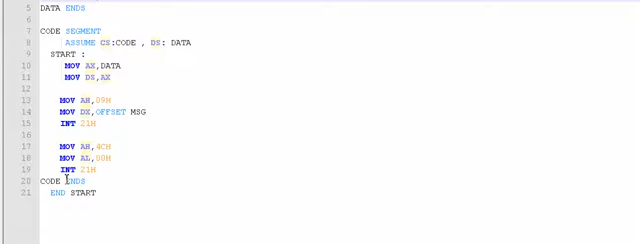 5 DATA ENDS
6
7 CODE SEGMENT
8 ASSUME CS:CODE , DS: DATA
9 START :
10 MOV AX,DATA
11 MOV DS,AX
12
13 MOV AH,09H
14 MOV DX,OFFSET MSG
15 INT 21H
16
17 MOV AH,4CH
18 MOV AL,00H
19 INT 21H
20 CODE ENDS
21 END START